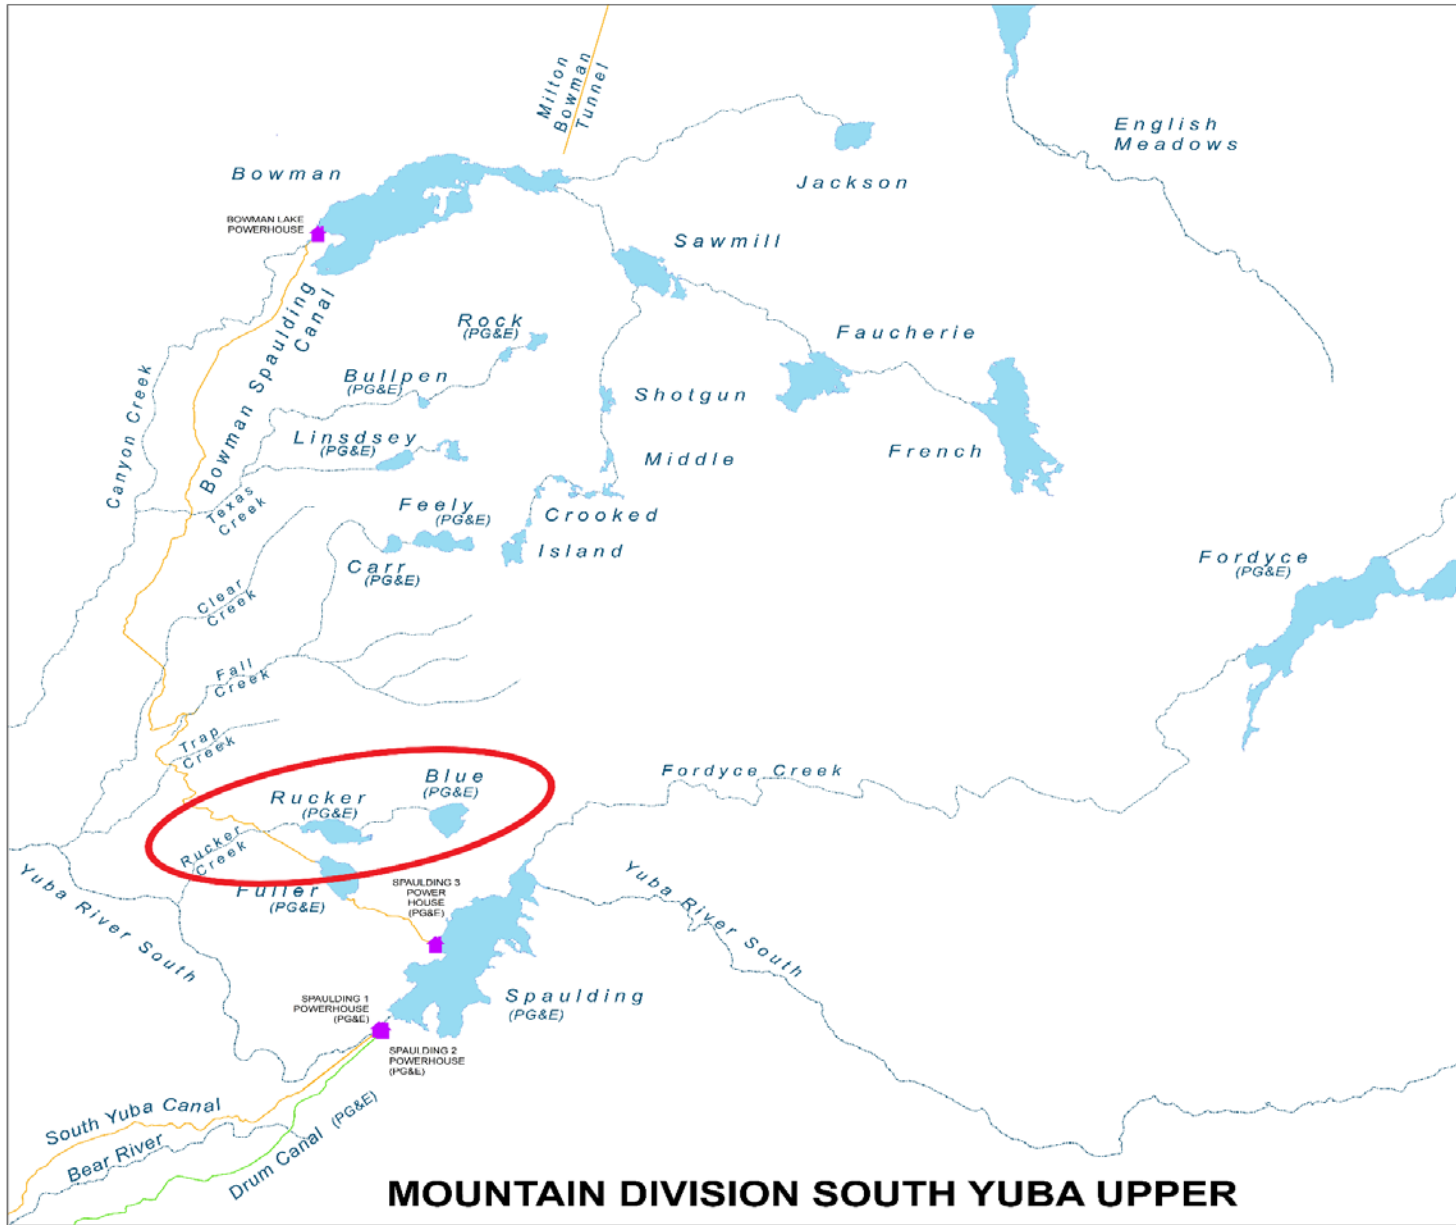 Milton
Bowman
Tunnel
English
Meadows
Bowman
Jackson
BOWMAN LAKE
POWERHOUSE
Sawmill
Bowman Spaulding
Canal
Rock
(PG&E)
Faucherie
Canyon Creek
Bullpen
(PG&E)
Shotgun
Linsdsey
(PG&E)
Middle
French
Texas
Creek
Feely
(PG&E)
Crooked
Island
Carr
(PG&E)
Fordyce
(PG&E)
Clear
Creek
Fall
Creek
Trap
Creek
Fordyce Creek
Blue
(PG&E)
Rucker
(PG&E)
Rucker
Creek
Yuba River South
Fuller
(PG&E)
SPAULDING 3
POWER
HOUSE
(PG&E)
Yuba River South
Spaulding
(PG&E)
SPAULDING 1
POWERHOUSE
(PG&E)
SPAULDING 2
POWERHOUSE
(PG&E)
South Yuba Canal
Bear River
Drum Canal (PG&E)
MOUNTAIN DIVISION SOUTH YUBA UPPER